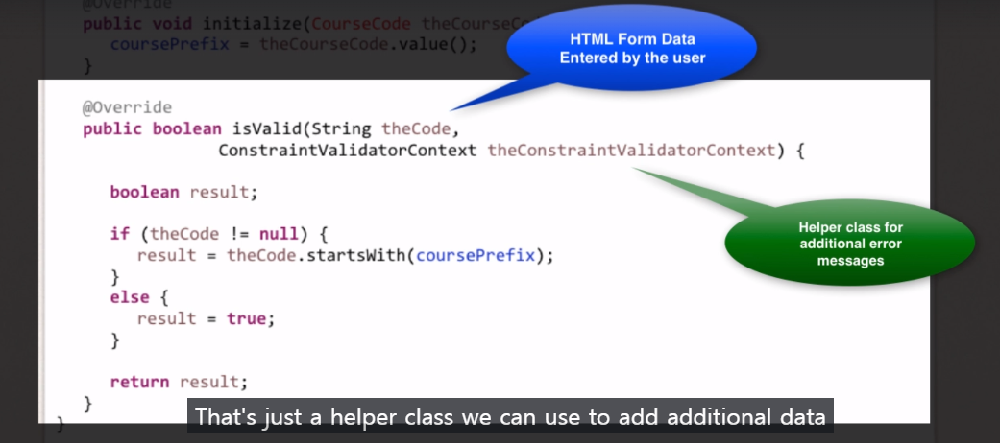 @Override
public void initialize(CourseCode theCourseC
coursePrefix = theCourseCode.value();
}
HTML Form Data
Entered by the user
@Override
public boolean isValid(String theCode,
ConstraintValidatorContext theConstraintValidatorContext) {
boolean result;
if (theCode != null) {
result = theCode.startsWith(coursePrefix);
}
else {
result = true;
}
return result;
}
}
Helper class for
additional error
messages
That's just a helper class we can use to add additional data